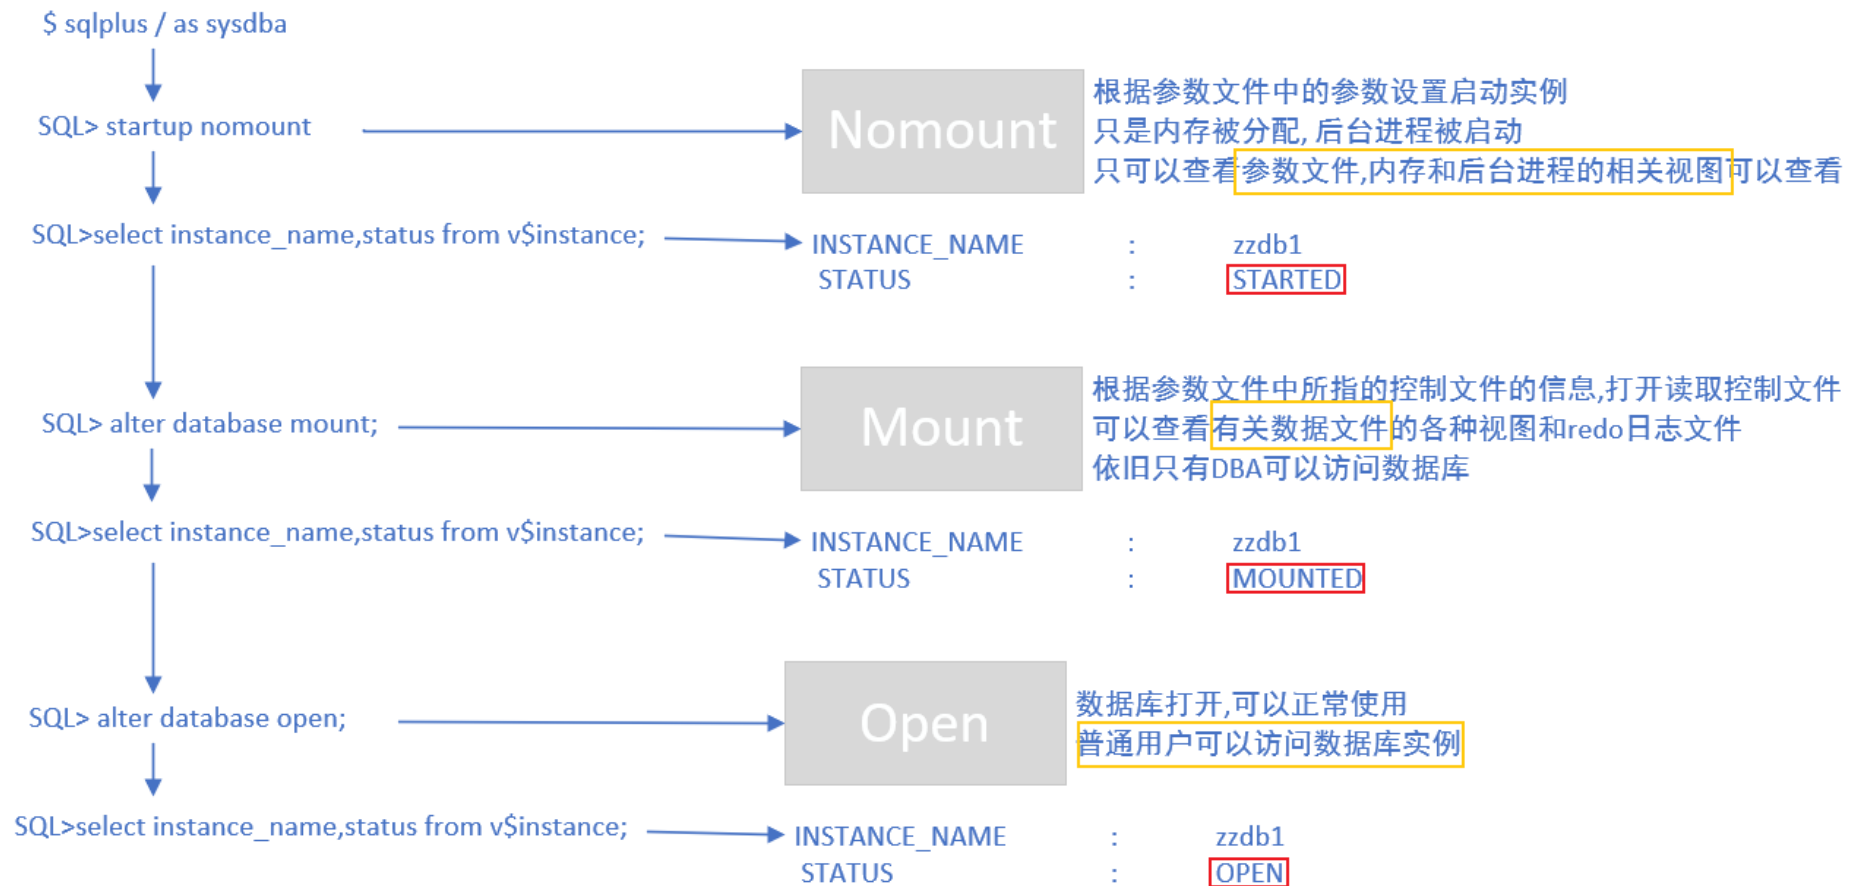 $ sqlplus / as sysdba
SQL> startup nomount
Nomount
根据参数文件中的参数设置启动实例
只是内存被分配, 后台进程被启动
只可以查看参数文件,内存和后台进程的相关视图可以查看
SQL>select instance_name,status from v$instance;
INSTANCE_NAME : zzdb1
STATUS : STARTED
SQL> alter database mount;
Mount
根据参数文件中所指的控制文件的信息,打开读取控制文件
可以查看有关数据文件的各种视图和redo日志文件
依旧只有DBA可以访问数据库
SQL>select instance_name,status from v$instance;
INSTANCE_NAME : zzdb1
STATUS : MOUNTED
SQL> alter database open;
Open
数据库打开,可以正常使用
普通用户可以访问数据库实例
SQL>select instance_name,status from v$instance;
INSTANCE_NAME : zzdb1
STATUS : OPEN